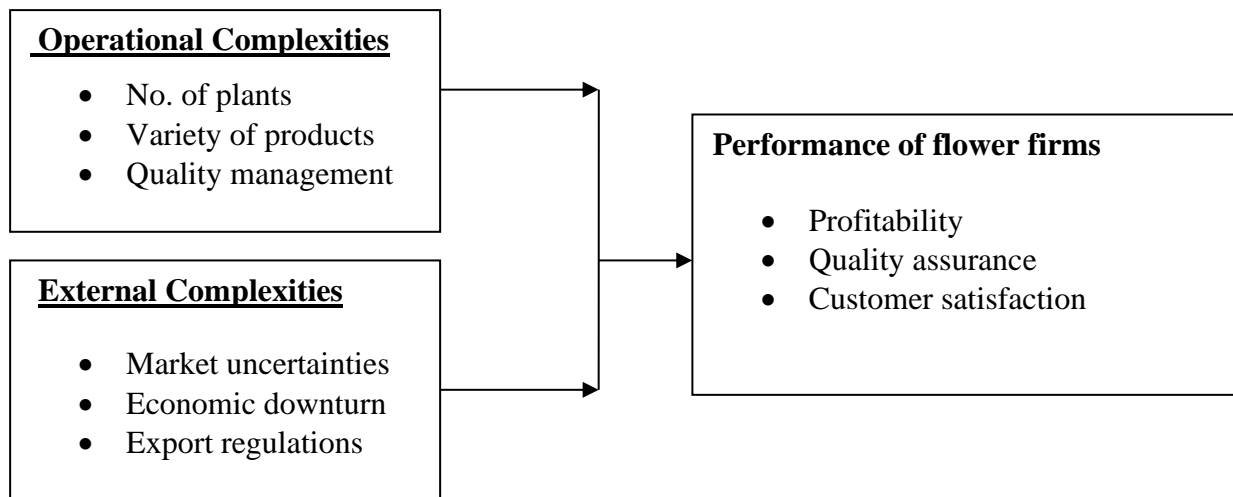 Operational Complexities
• No. of plants
• Variety of products
• Quality management
External Complexities
• Market uncertainties
• Economic downturn
• Export regulations
Performance of flower firms
• Profitability
• Quality assurance
• Customer satisfaction